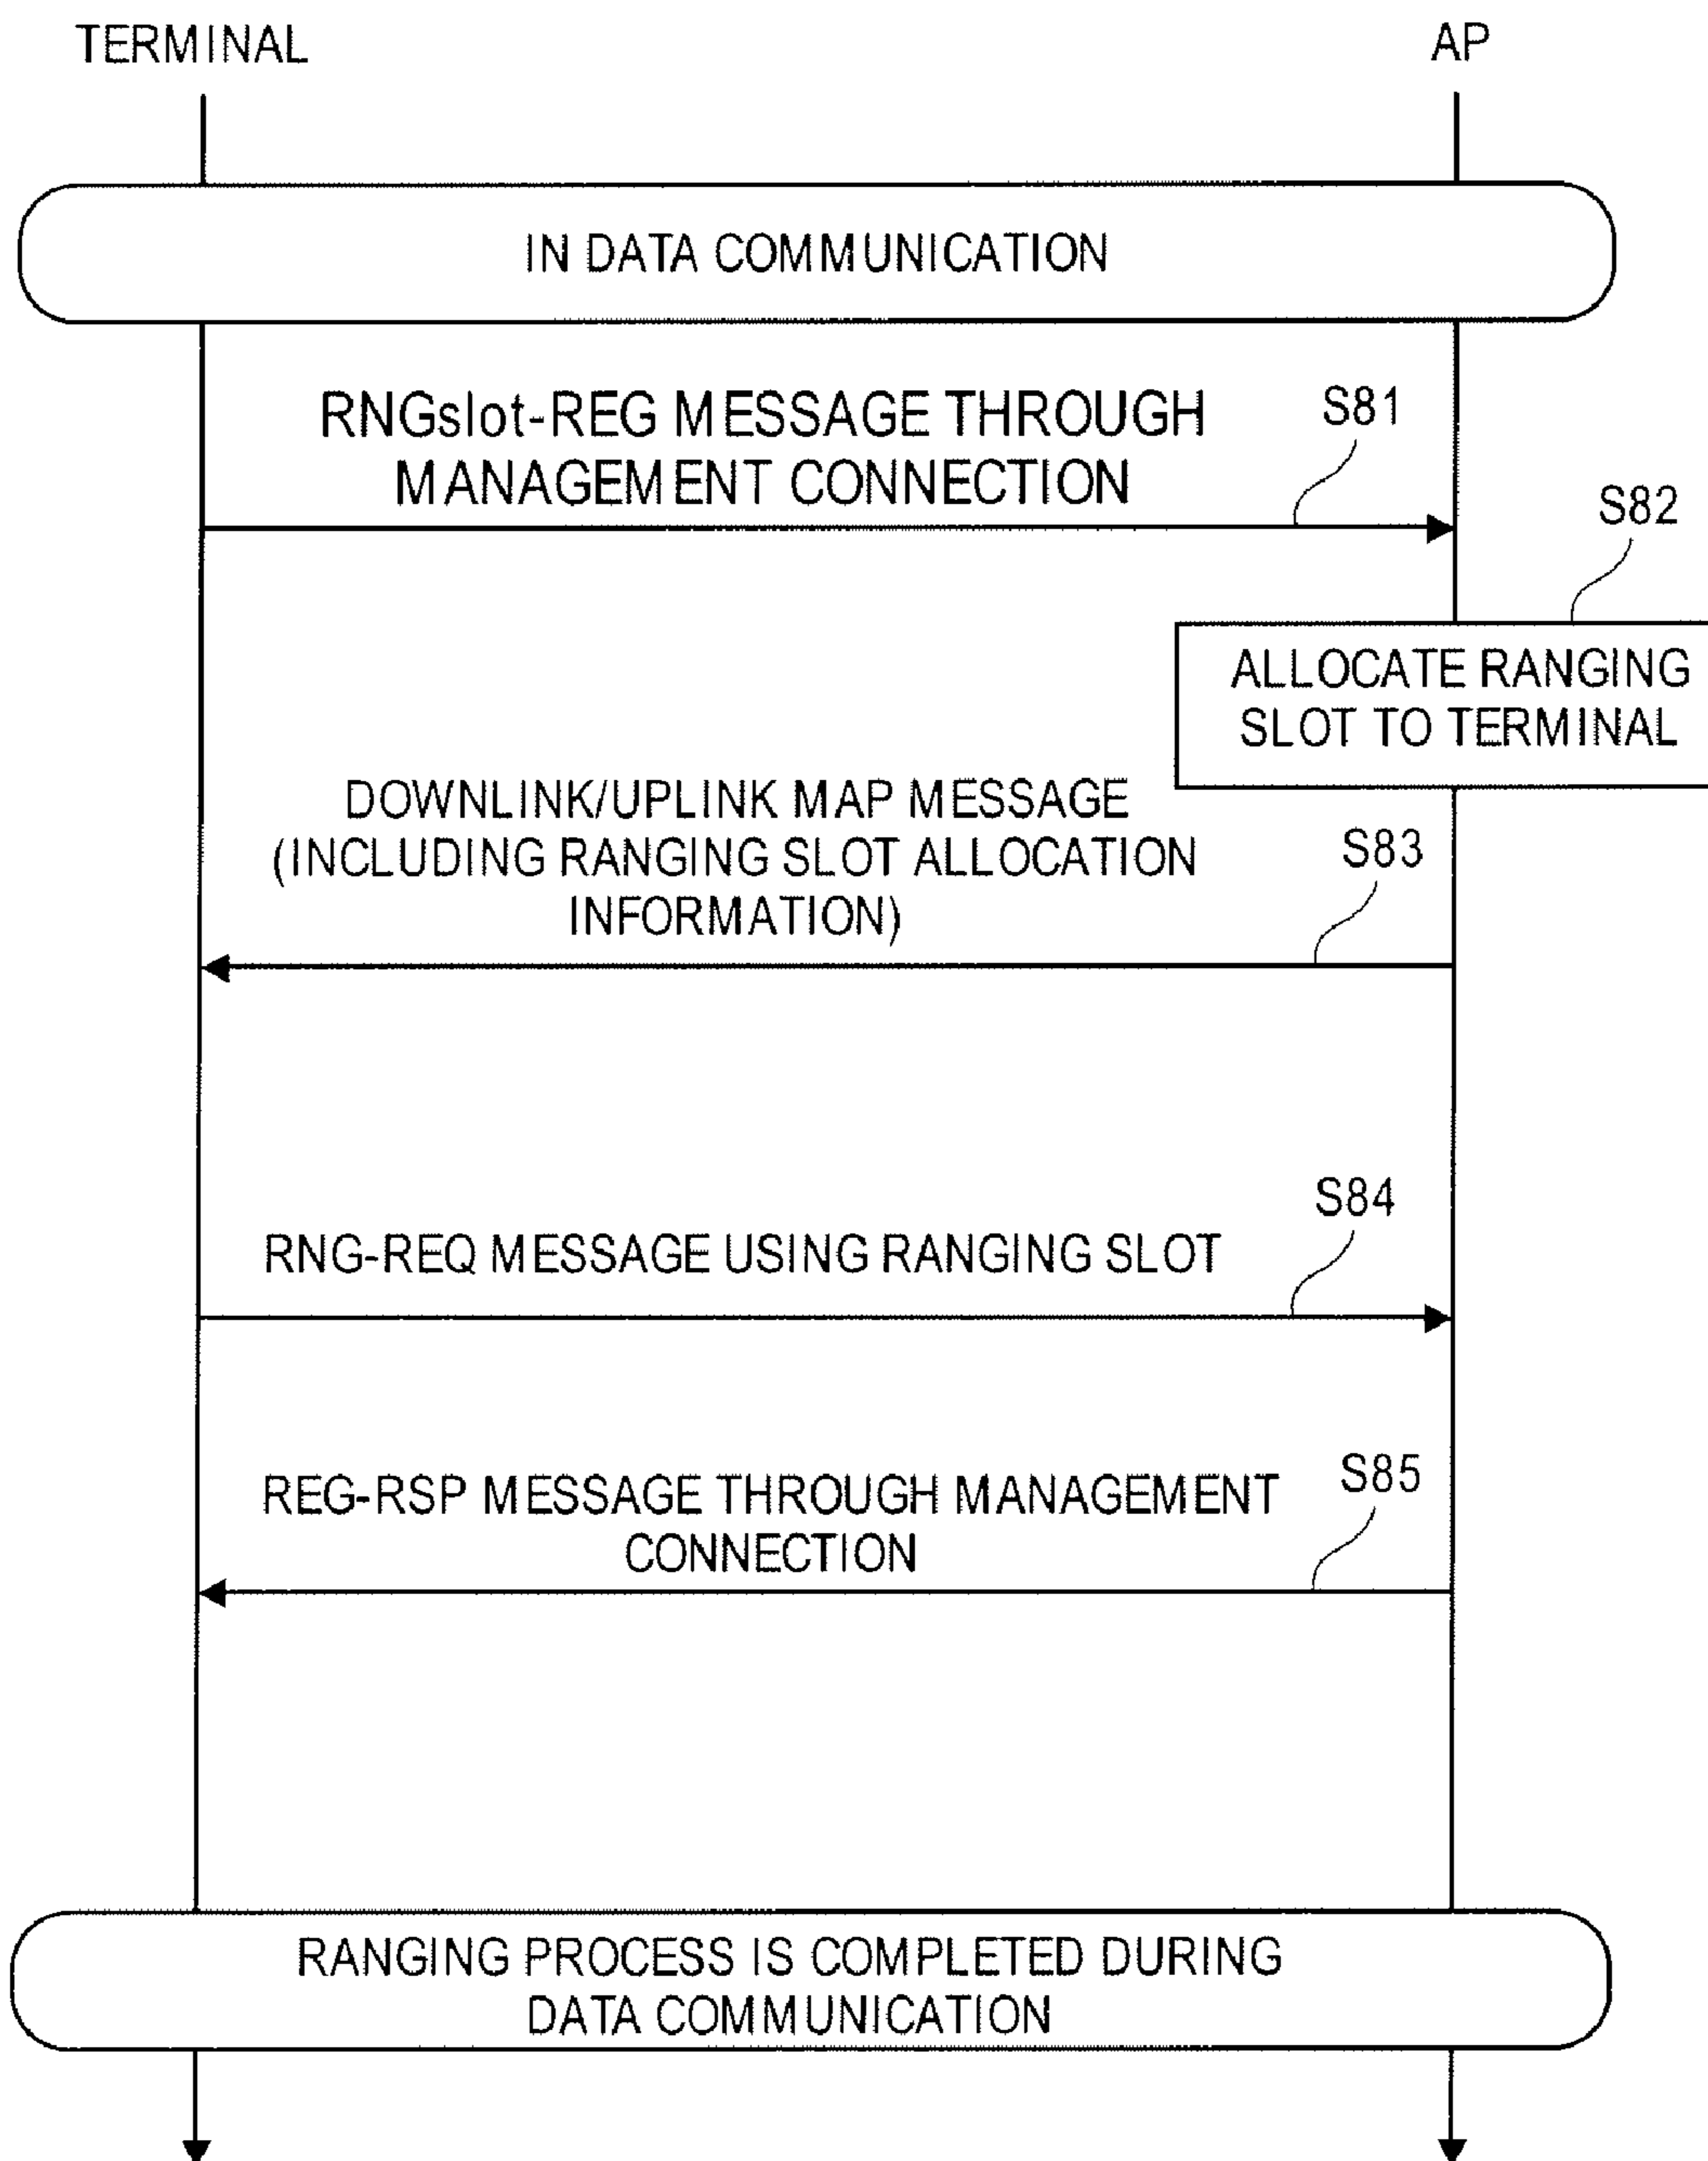 TERMINAL
AP
IN DATA COMMUNICATION
RNGslot-REG MESSAGE THROUGH
MANAGEMENT CONNECTION
S81
S82
ALLOCATE RANGING
SLOT TO TERMINAL
DOWNLINK/UPLINK MAP MESSAGE
(INCLUDING RANGING SLOT ALLOCATION
INFORMATION)
S83
S84
RNG-REQ MESSAGE USING RANGING SLOT
S85
REG-RSP MESSAGE THROUGH MANAGEMENT
CONNECTION
RANGING PROCESS IS COMPLETED DURING
DATA COMMUNICATION